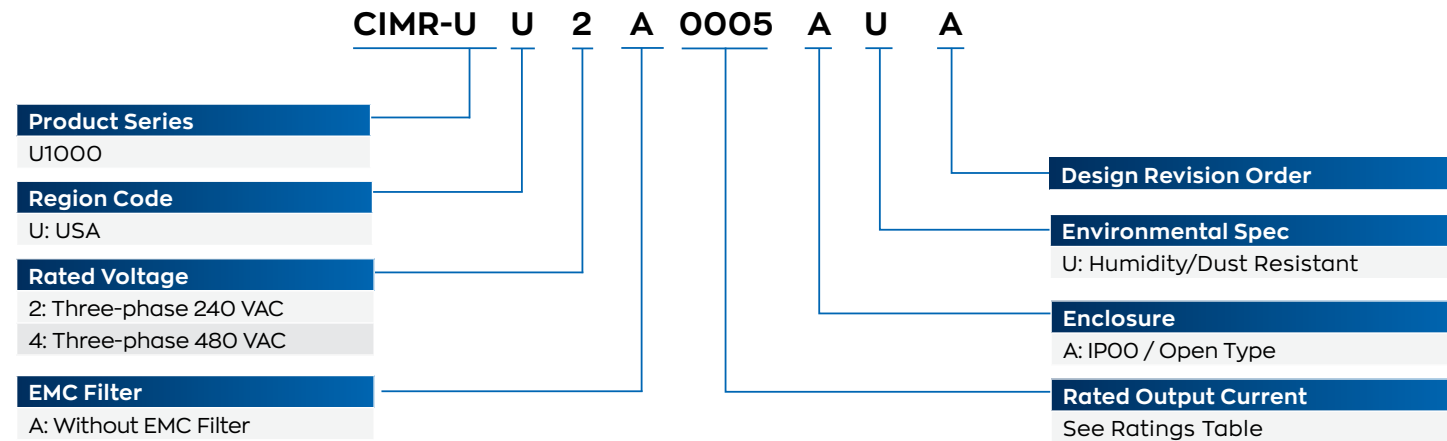 CIMR-U U 2 A 0005 A U A
Product Series
U1000
Region Code
U: USA
Rated Voltage
2: Three-phase 240 VAC
4: Three-phase 480 VAC
EMC Filter
A: Without EMC Filter
Design Revision Order
Environmental Spec
U: Humidity/Dust Resistant
Enclosure
A: IP00 / Open Type
Rated Output Current
See Ratings Table